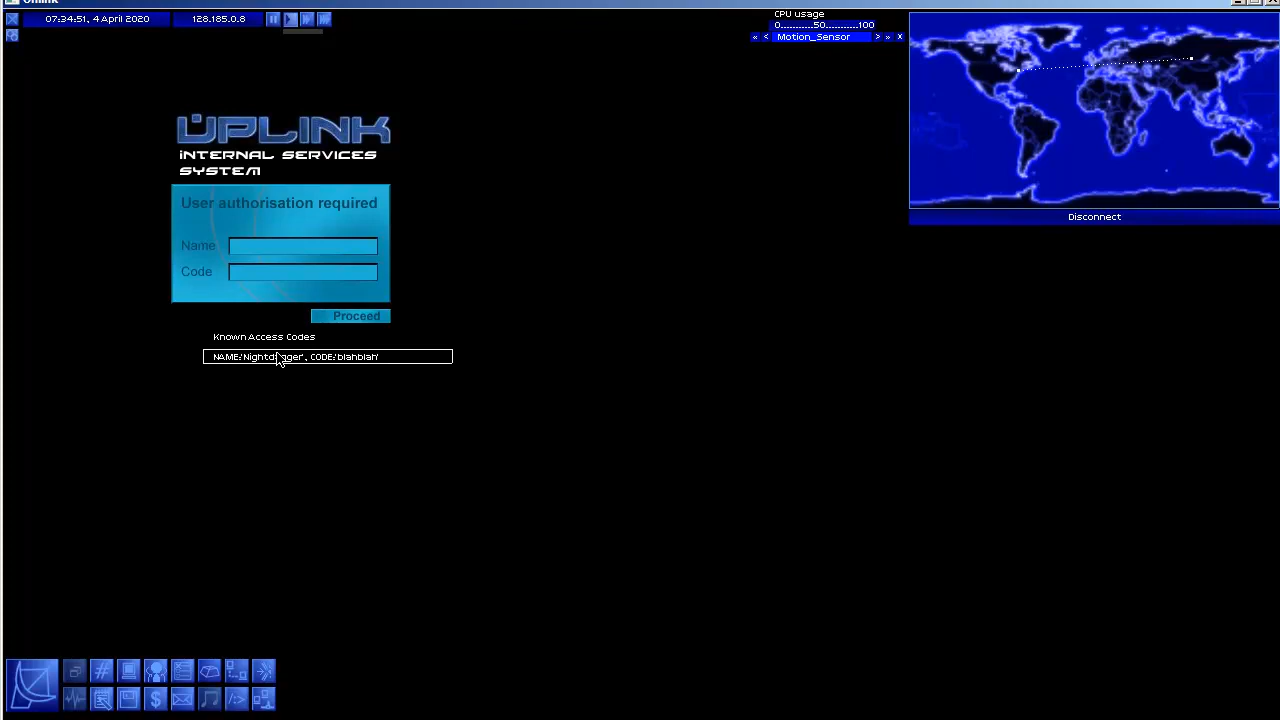 Onlink
07:34:51, 4 April 2020
128.185.0.8
CPU usage
0...........50...........100
« < Motion_Sensor > » x
UPLINK
INTERNAL SERVICES
SYSTEM
User authorisation required
Name
Code
Proceed
Known Access Codes
NAME:'Nightdagger', CODE:'blahblah'
Disconnect